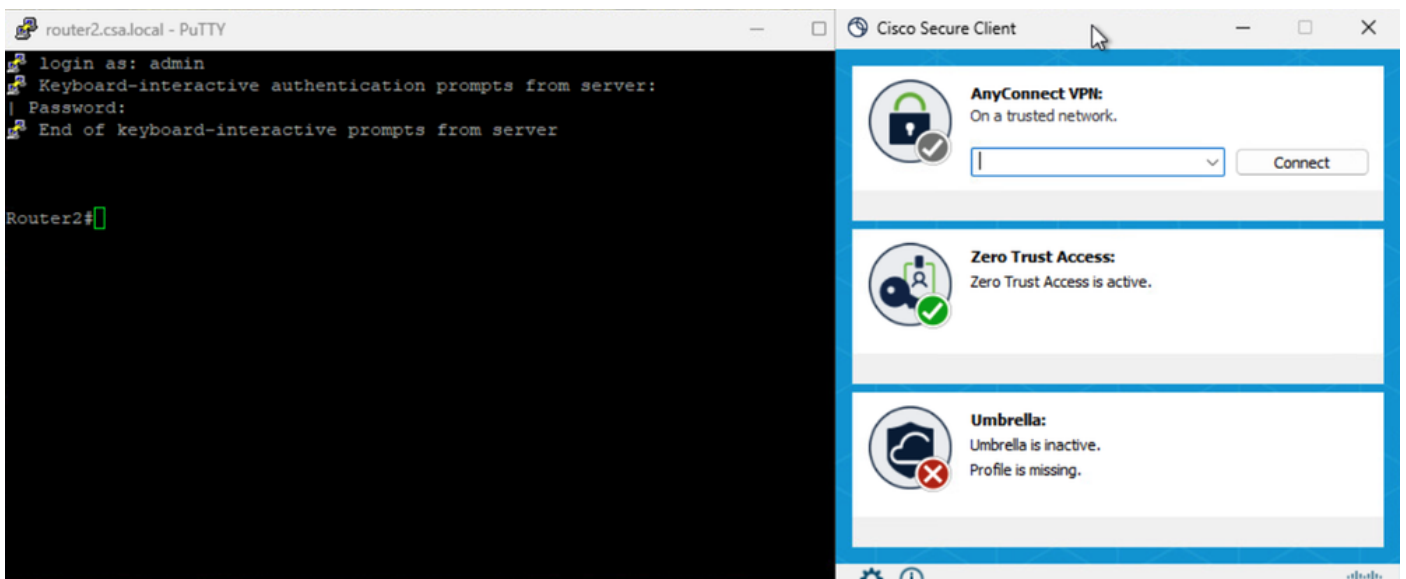 router2.csa.local - PuTTY
login as: admin
Keyboard-interactive authentication prompts from server:
| Password:
End of keyboard-interactive prompts from server
Router2#
Cisco Secure Client
AnyConnect VPN:
On a trusted network.
Connect
Zero Trust Access:
Zero Trust Access is active.
Umbrella:
Umbrella is inactive.
Profile is missing.